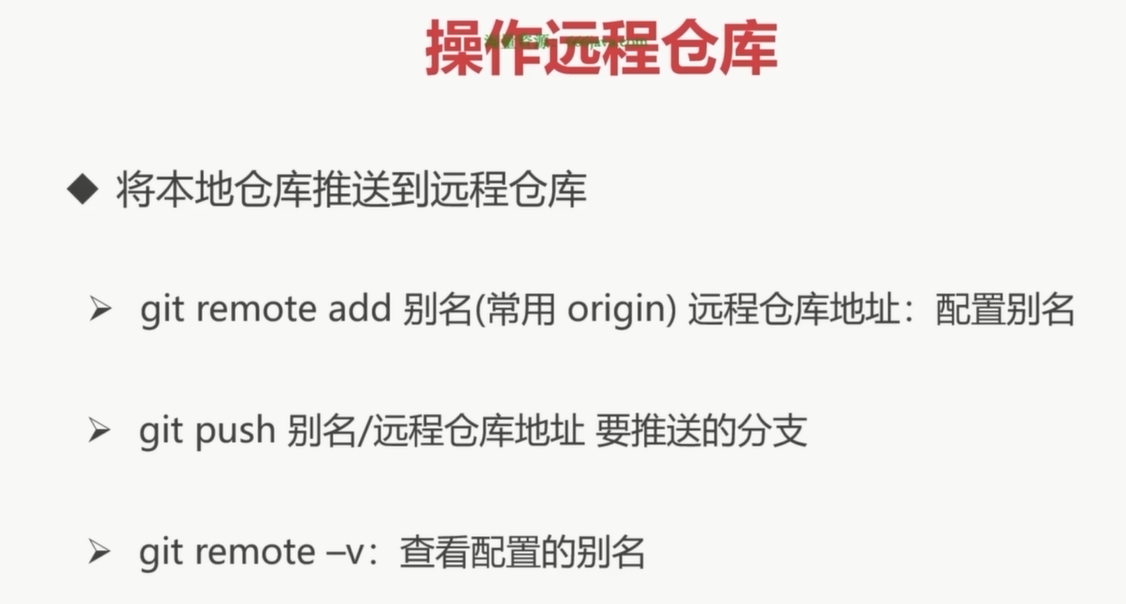 操作远程仓库
◆ 将本地仓库推送到远程仓库
➢ git remote add 别名(常用 origin) 远程仓库地址：配置别名
➢ git push 别名/远程仓库地址 要推送的分支
➢ git remote –v：查看配置的别名